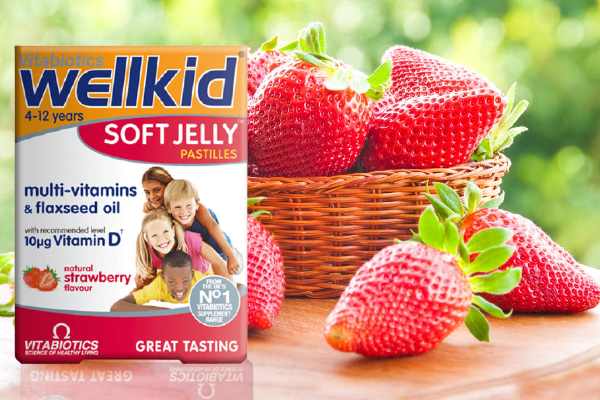 Vitabiotics
wellkid
4-12 years
SOFT JELLY
PASTILLES
multi-vitamins
& flaxseed oil
with recommended level
10µg Vitamin D†
natural
strawberry
flavour
FROM THE UK'S
No1
VITABIOTICS
SUPPLEMENT
RANGE
VITABIOTICS
SCIENCE OF HEALTHY LIVING
GREAT TASTING